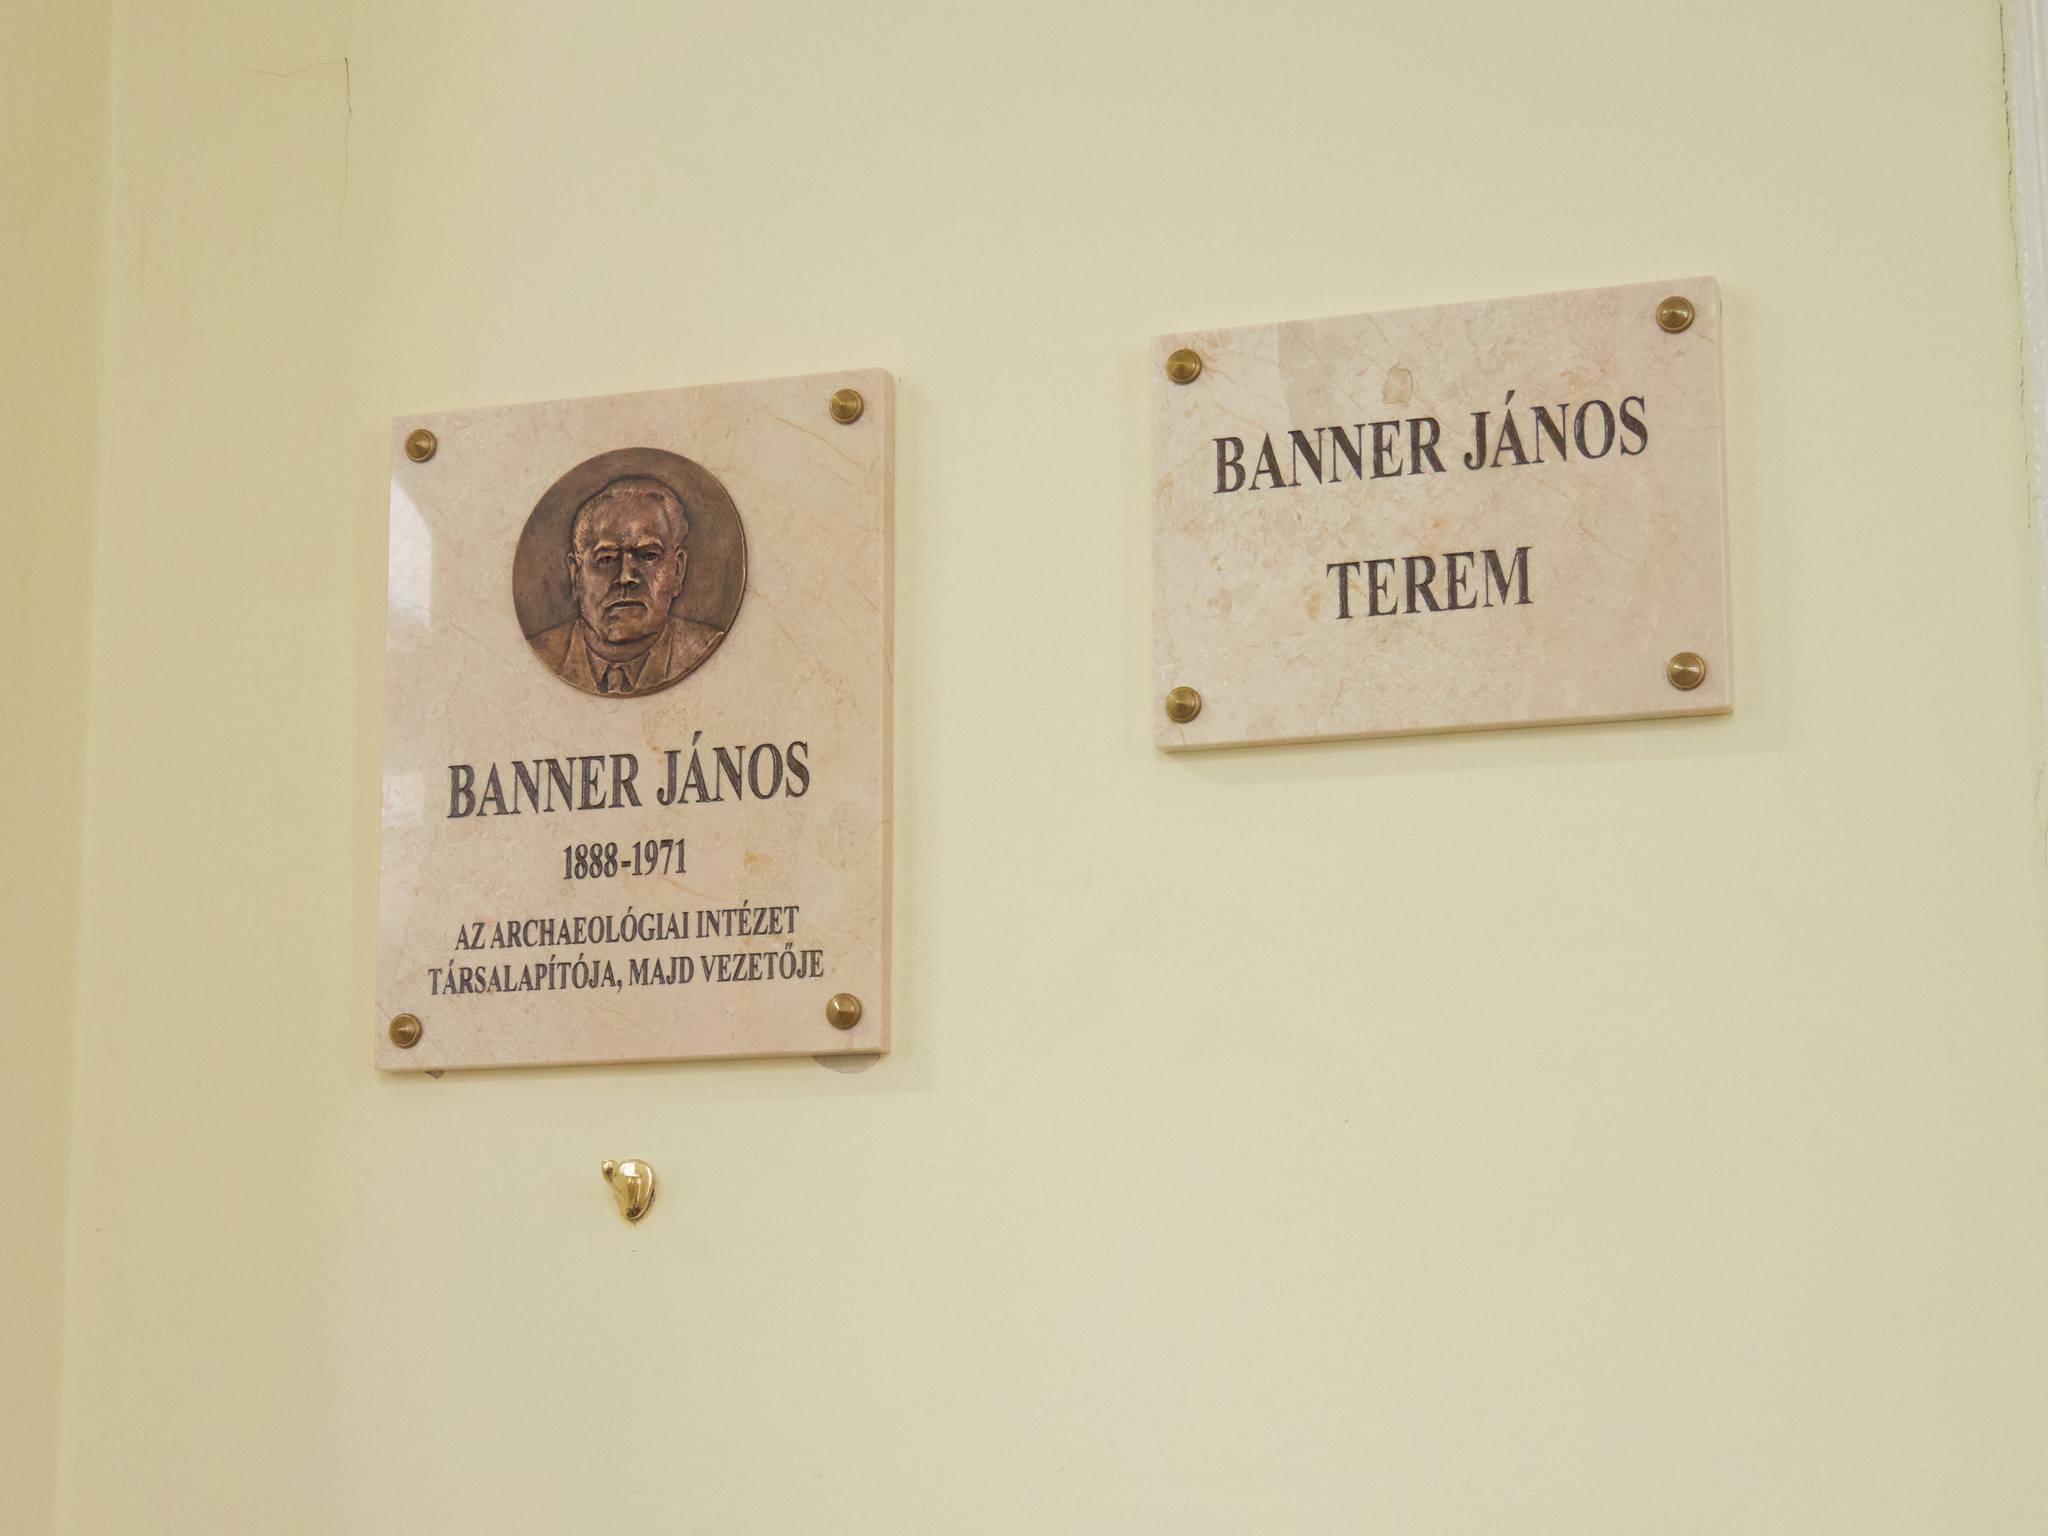 BANNER JÁNOS
1888-1971
AZ ARCHAEOLÓGIAI INTÉZET
TÁRSALAPÍTÓJA, MAJD VEZETŐJE
BANNER JÁNOS
TEREM